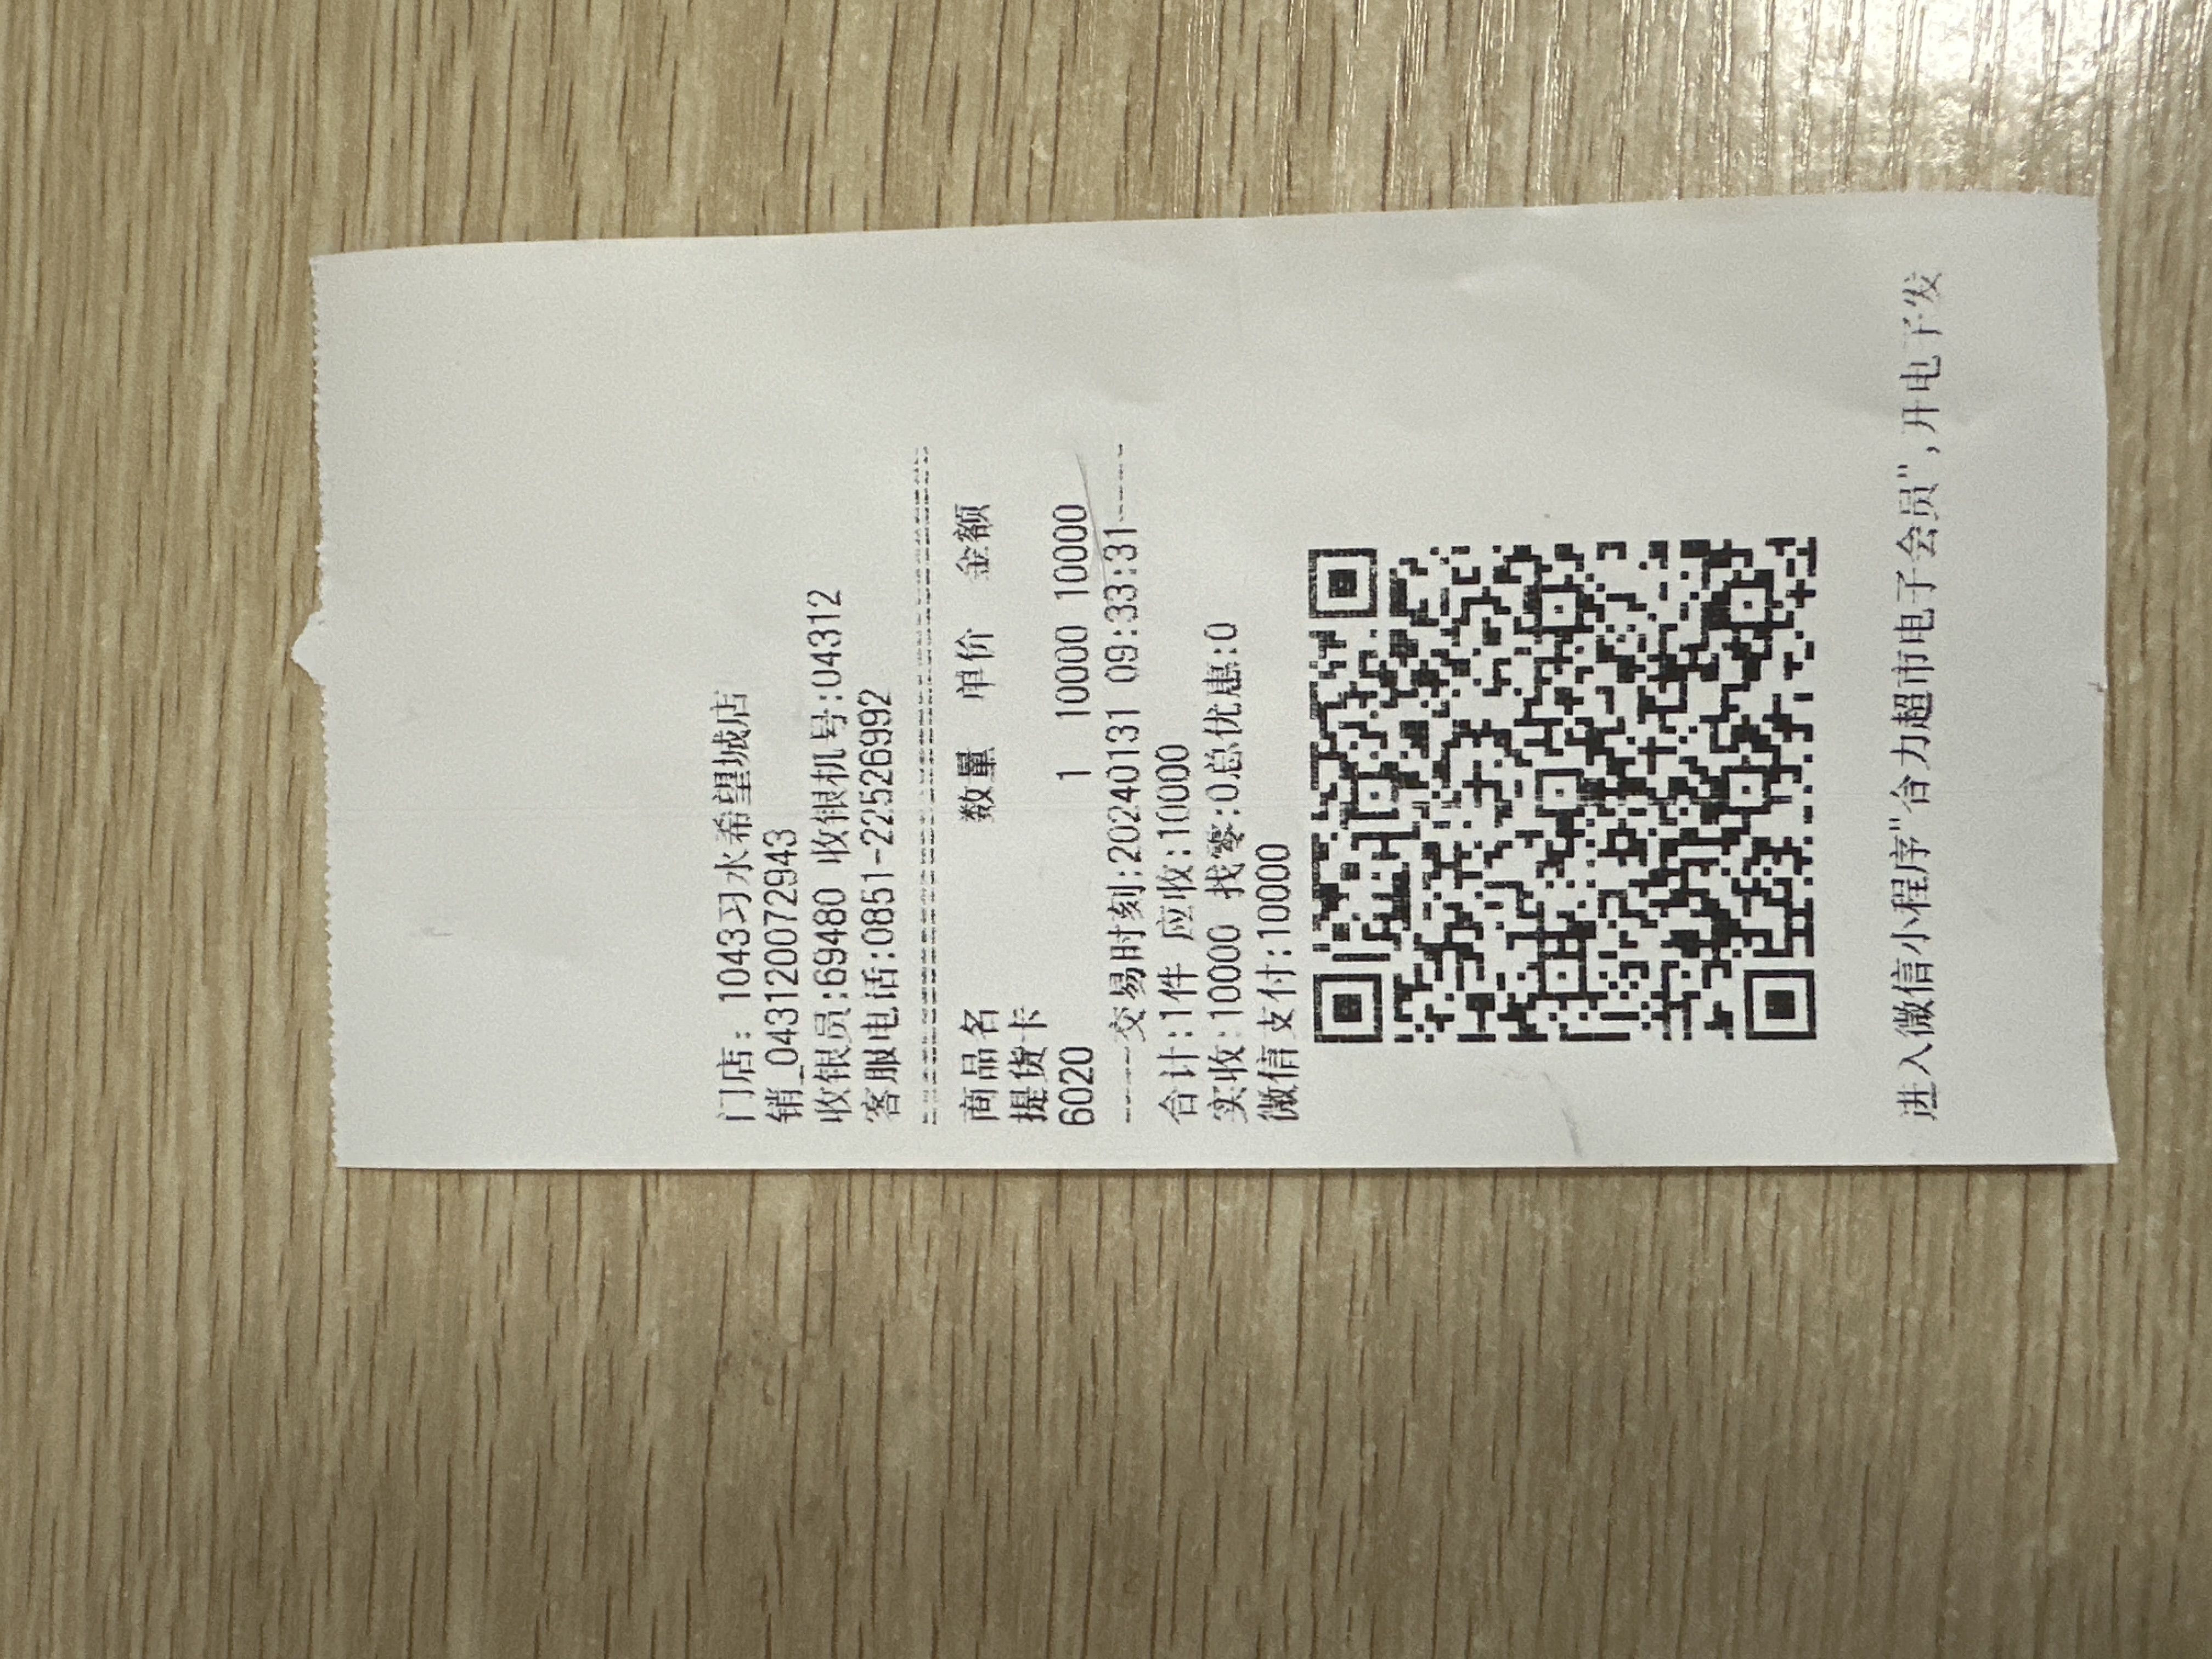 门店: 1043习水希望城店
销_043120072943
收银员:69480 收银机号:04312
客服电话:0851-22526992
商品名 数量 单价 金额
提货卡
6020 1 10000 10000
-----交易时刻:20240131 09:33:31-----
合计:1件 应收:10000
实收:10000 找零:0总优惠:0
微信支付:10000
进入微信小程序"合力超市电子会员",开电子发